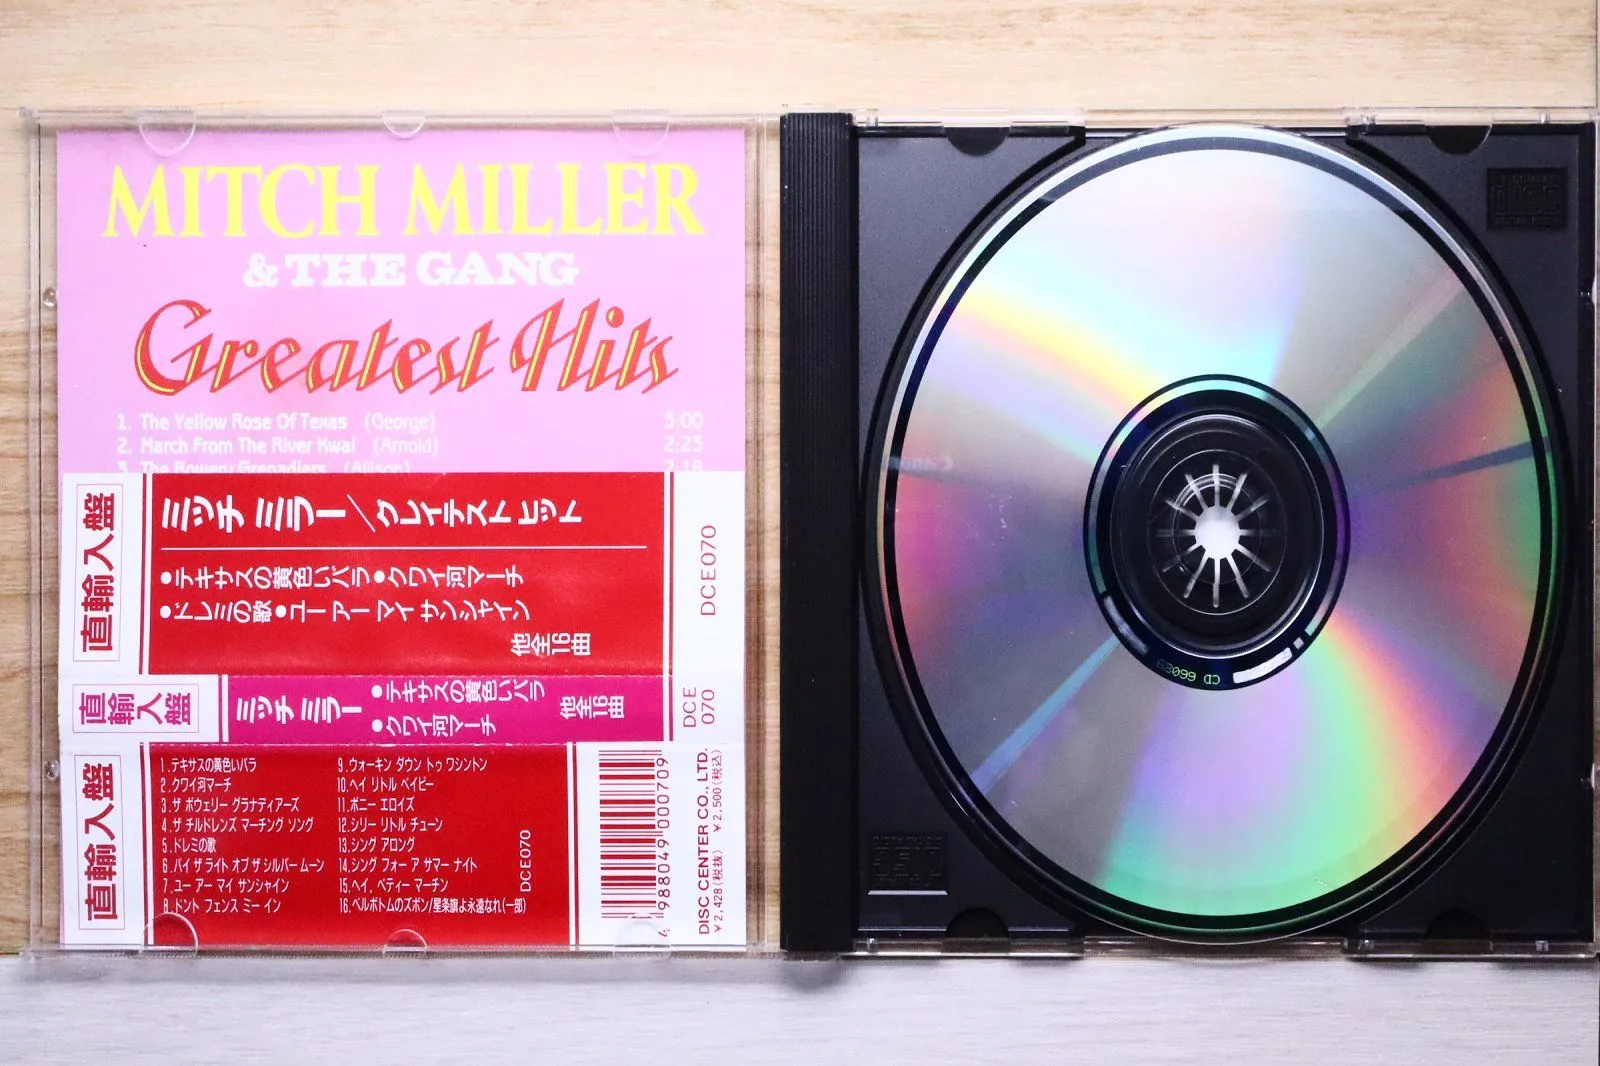 MITCH MILLER
& THE GANG
Greatest Hits
1. The Yellow Rose Of Texas (George) 3:00
2. March From The River Kwai (Arnold) 2:23
3. The Bowery Grenadiers (Allison) 2:18
直輸入盤
ミッチ ミラー/グレイテストヒット
●テキサスの黄色いバラ●クワイ河マーチ
●ドレミの歌●ユー アー マイ サンシャイン
他全16曲
DCE070
直輸入盤
ミッチ ミラー
●テキサスの黄色いバラ
●クワイ河マーチ
他全16曲
DCE
070
直輸入盤
1.テキサスの黄色いバラ
2.クワイ河マーチ
3.ザ ボウェリー グラナディアーズ
4.ザ チルドレンズ マーチング ソング
5.ドレミの歌
6.バイ ザ ライト オブ ザ シルバー ムーン
7.ユー アー マイ サンシャイン
8.ドント フェンス ミー イン
9.ウォーキン ダウン トゥ ワシントン
10.ヘイ リトル ベイビー
11.ボニー エロイズ
12.シリー リトル チューン
13.シング アロング
14.シング フォー ア サマー ナイト
15.ヘイ、ベティー マーチン
16.ベルボトムのズボン/星条旗よ永遠なれ(一部)
DCE070
4 988049 000709
DISC CENTER CO., LTD.
¥2,428(税抜) ¥2,500(税込)
CD 66089
disc